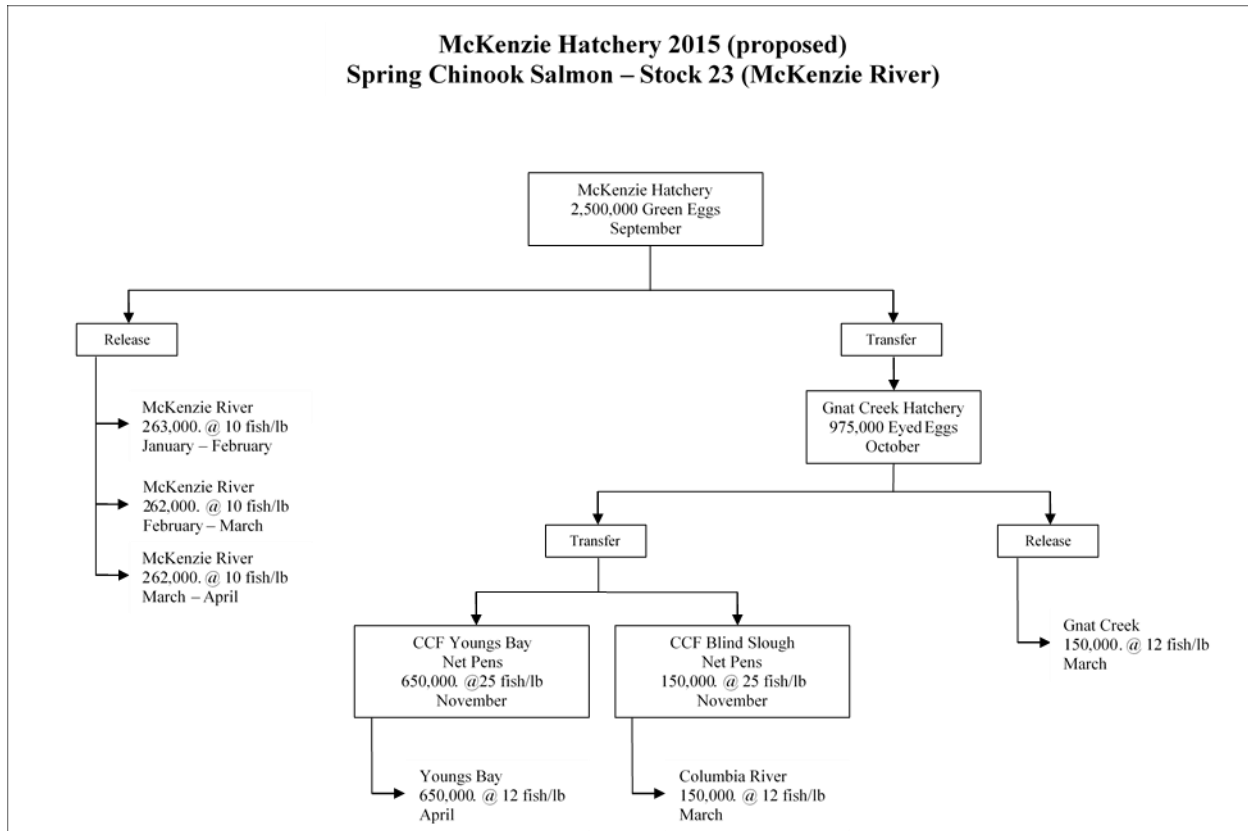 McKenzie Hatchery 2015 (proposed)
Spring Chinook Salmon – Stock 23 (McKenzie River)
McKenzie Hatchery
2,500,000 Green Eggs
September
Release
McKenzie River
263,000. @ 10 fish/lb
January – February
McKenzie River
262,000. @ 10 fish/lb
February – March
McKenzie River
262,000. @ 10 fish/lb
March – April
Transfer
Gnat Creek Hatchery
975,000 Eyed Eggs
October
Transfer
CCF Youngs Bay
Net Pens
650,000. @25 fish/lb
November
Youngs Bay
650,000. @ 12 fish/lb
April
CCF Blind Slough
Net Pens
150,000. @ 25 fish/lb
November
Columbia River
150,000. @ 12 fish/lb
March
Release
Gnat Creek
150,000. @ 12 fish/lb
March